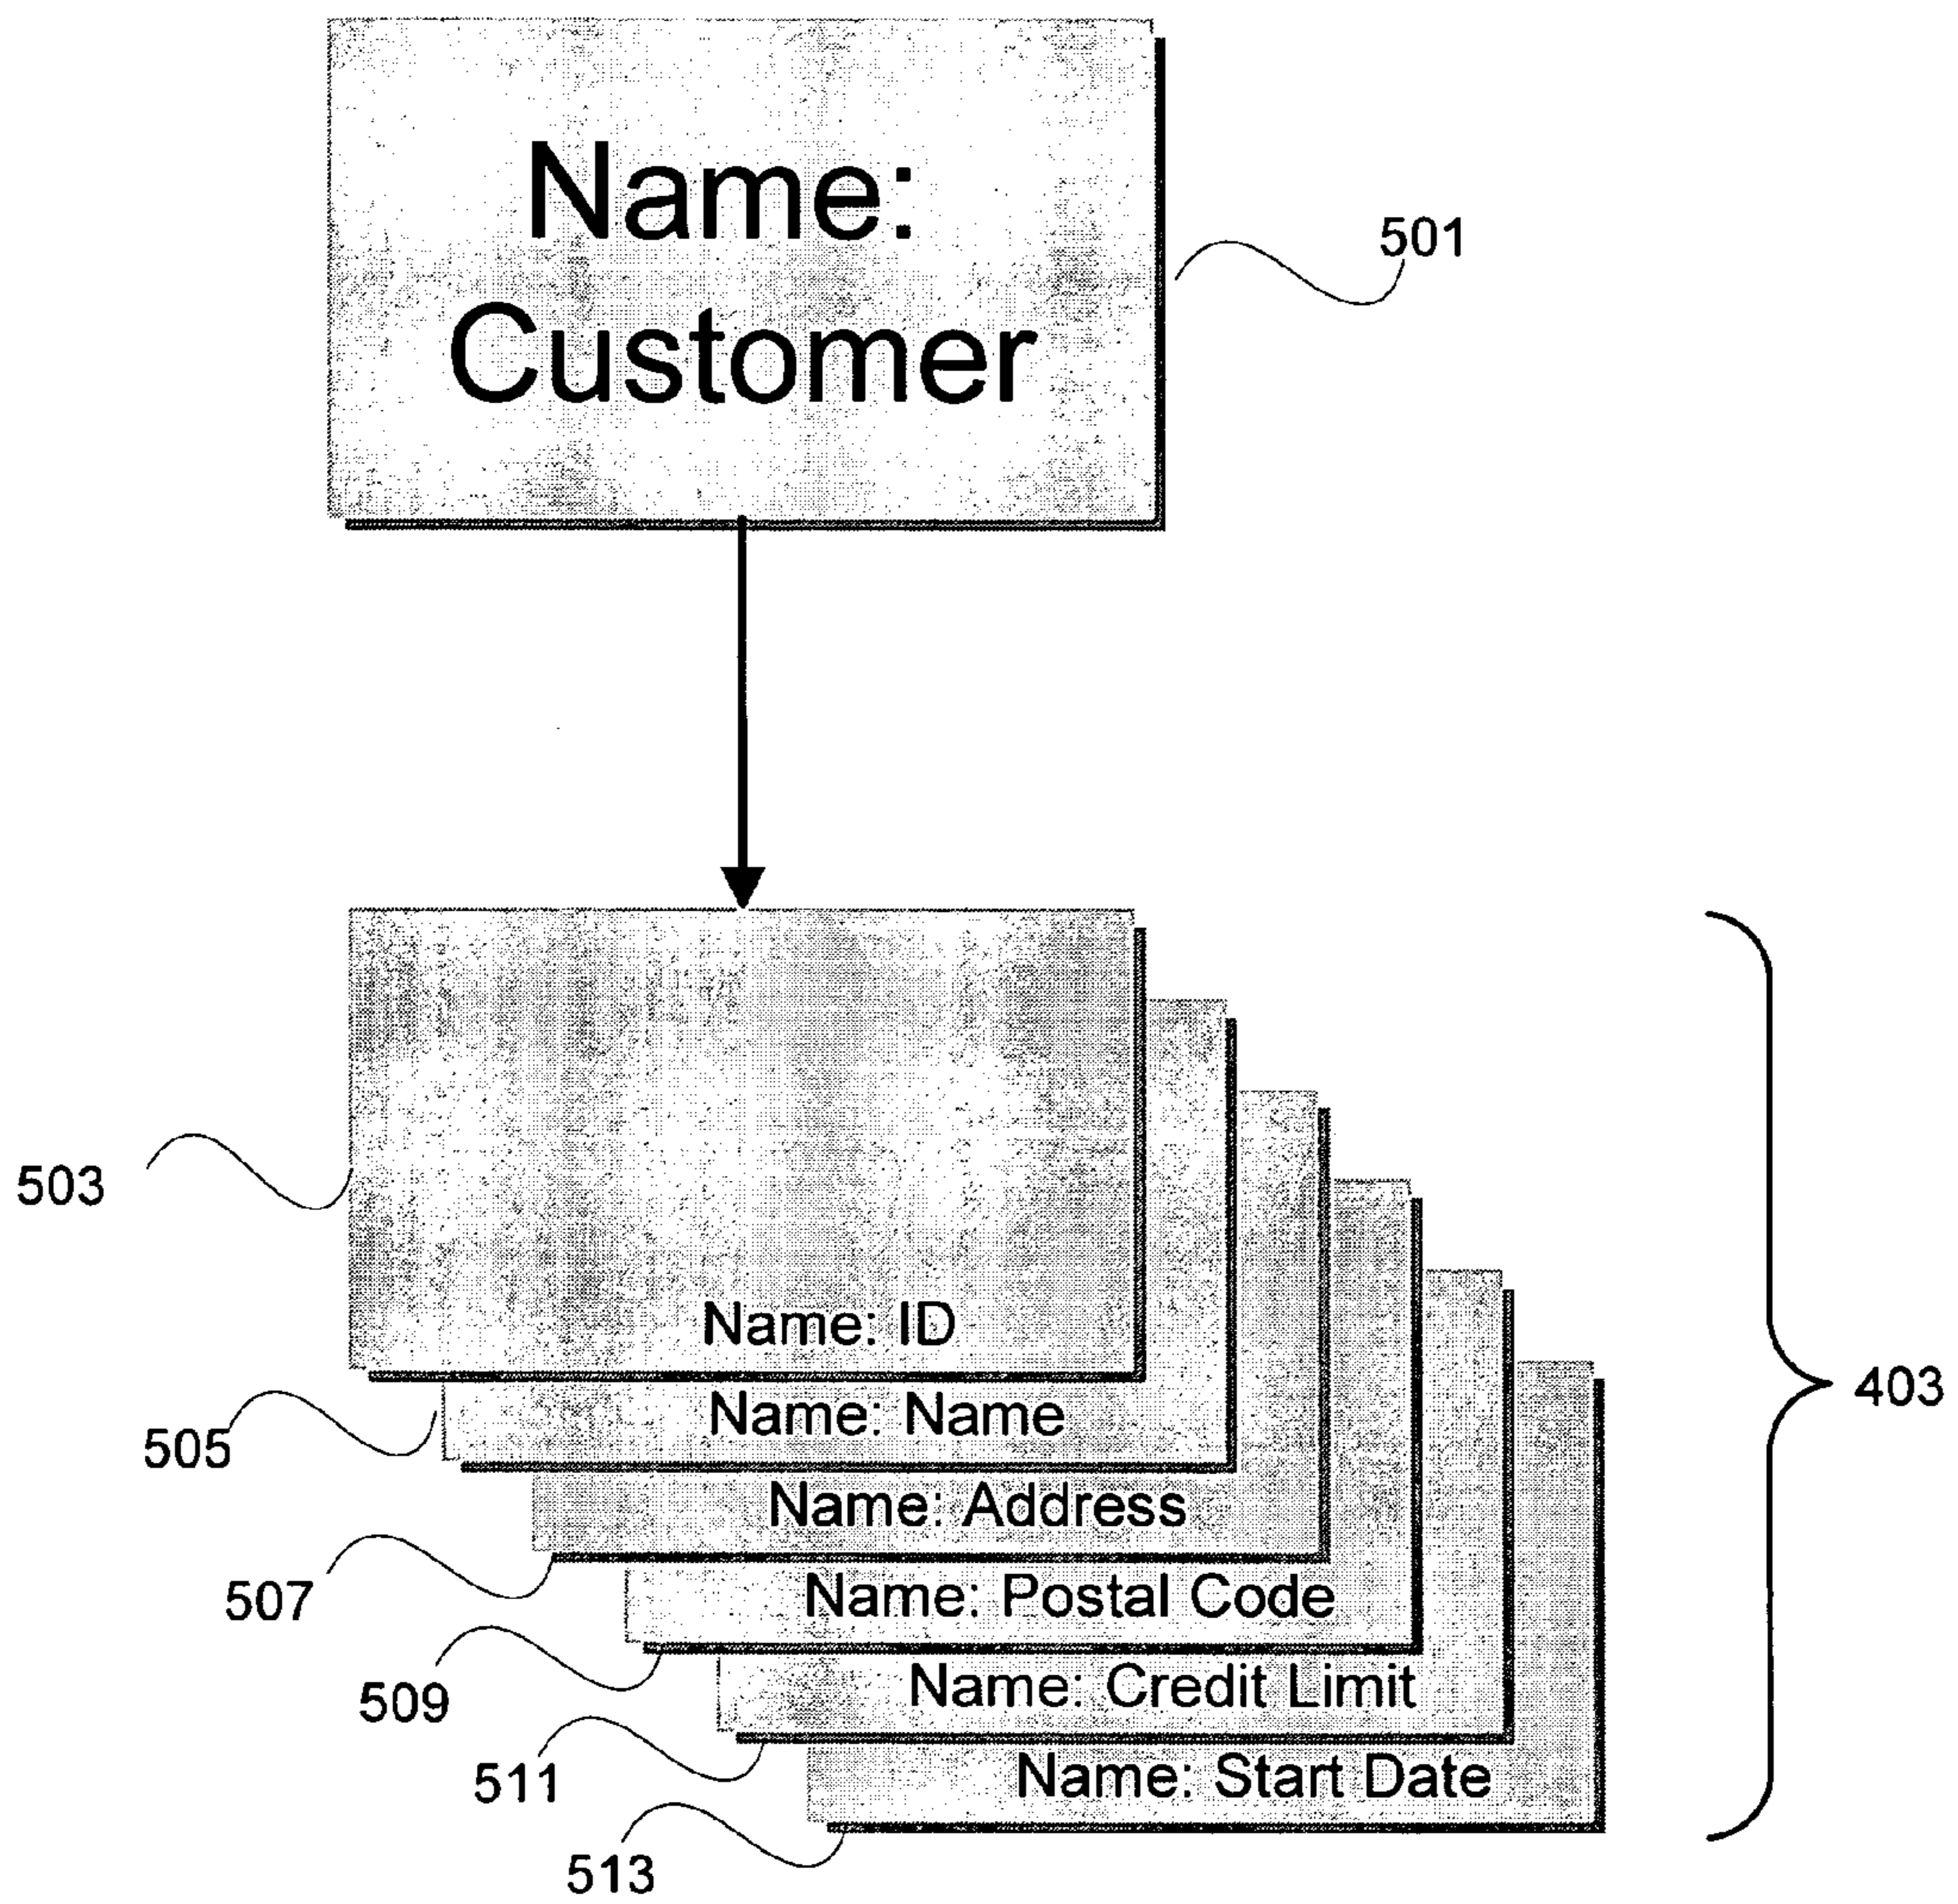 Name:
Customer
501
503
Name: ID
505
Name: Name
507
Name: Address
509
Name: Postal Code
511
Name: Credit Limit
513
Name: Start Date
403